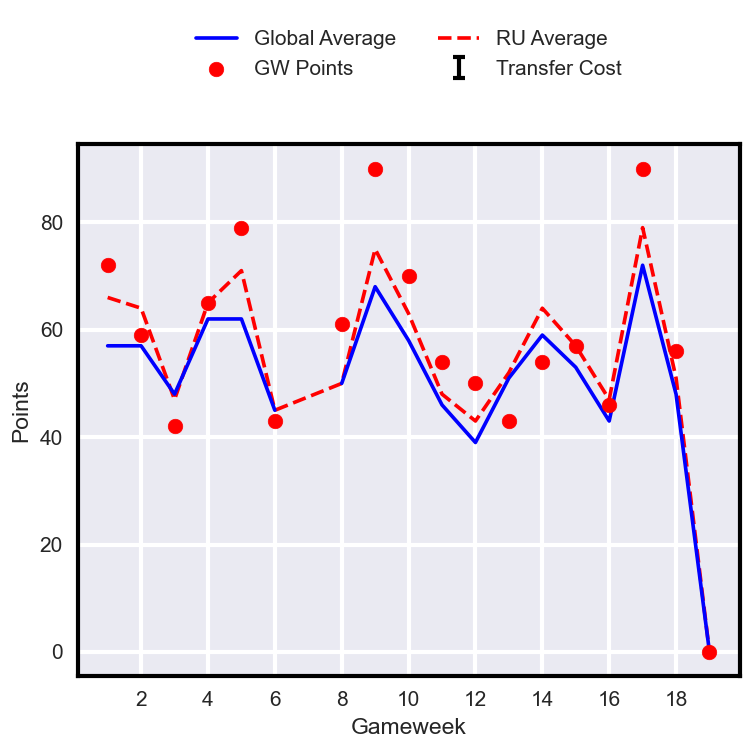 Global Average RU Average
GW Points Transfer Cost
80
60
40
20
0
Points
2 4 6 8 10 12 14 16 18
Gameweek